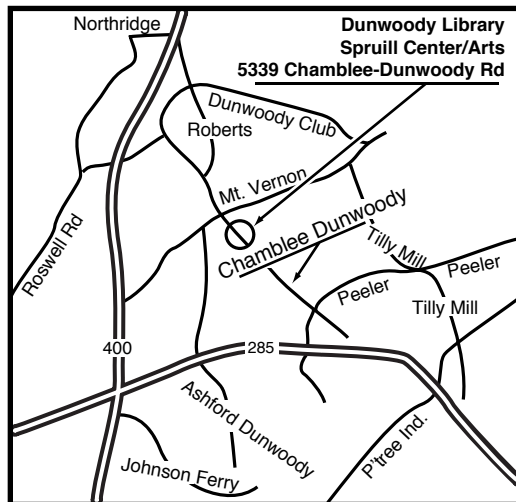 Northridge
Dunwoody Library
Spruill Center/Arts
5339 Chamblee-Dunwoody Rd
Dunwoody Club
Roberts
Mt. Vernon
Roswell Rd
Chamblee Dunwoody
Tilly Mill
Peeler
Peeler
Tilly Mill
400
285
Ashford Dunwoody
P'tree Ind.
Johnson Ferry